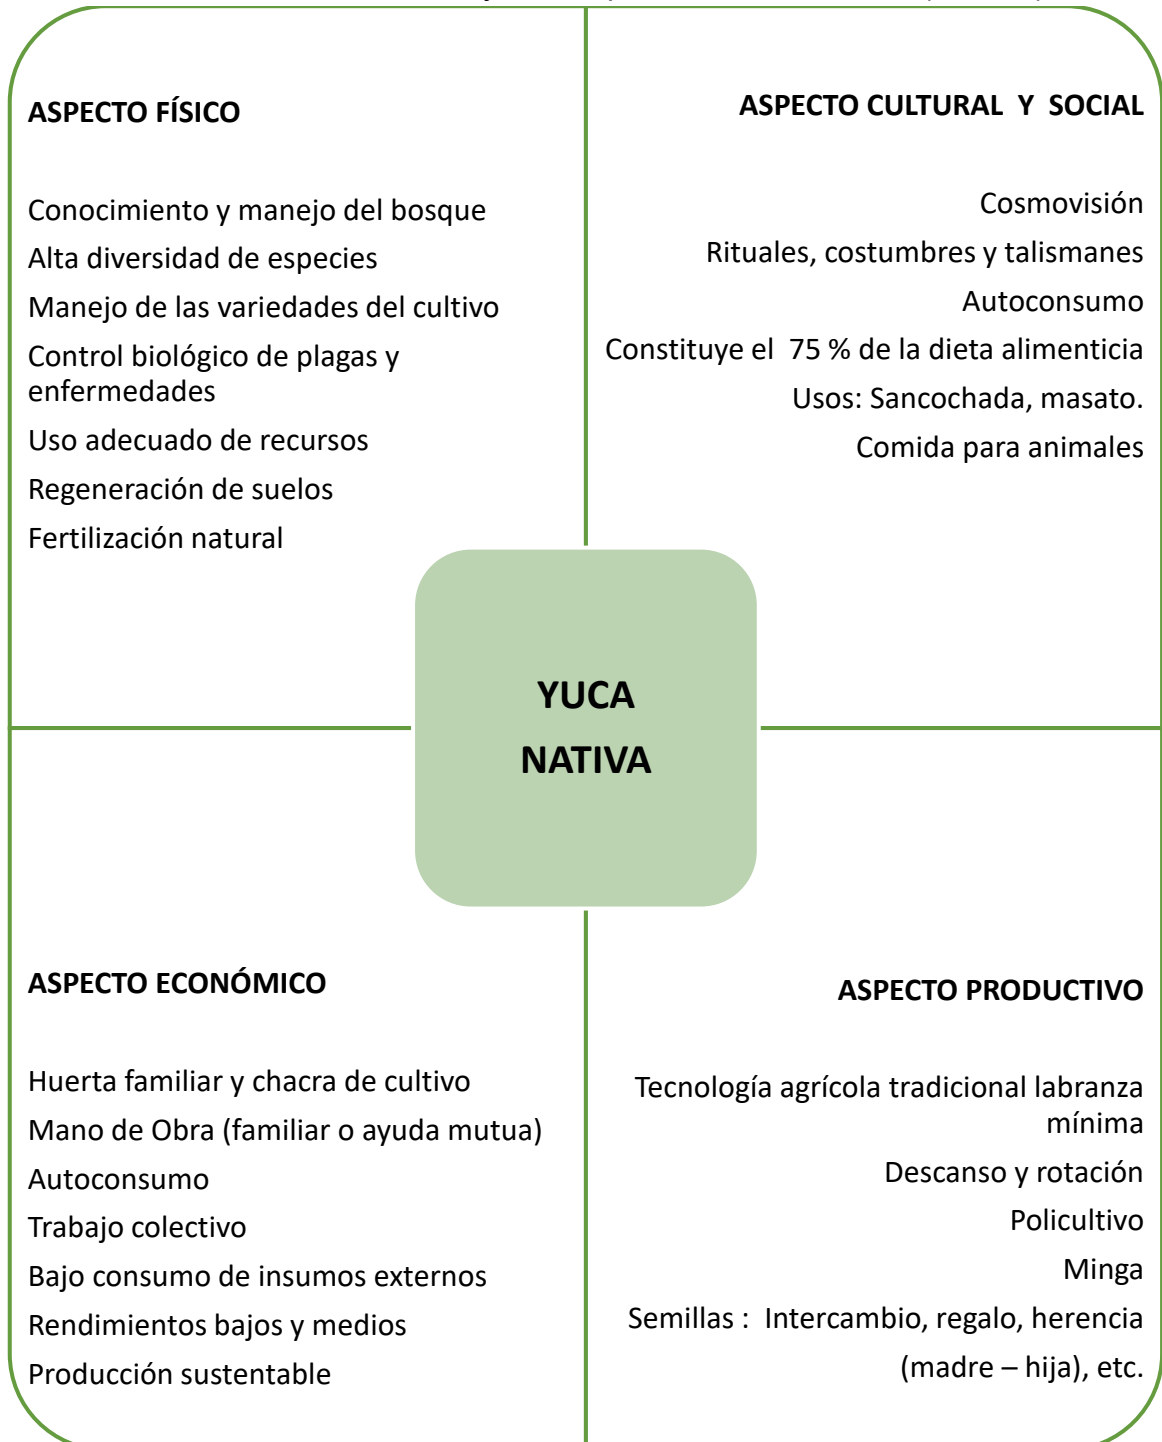 ASPECTO FÍSICO
Conocimiento y manejo del bosque
Alta diversidad de especies
Manejo de las variedades del cultivo
Control biológico de plagas y
enfermedades
Uso adecuado de recursos
Regeneración de suelos
Fertilización natural
ASPECTO CULTURAL Y SOCIAL
Cosmovisión
Rituales, costumbres y talismanes
Autoconsumo
Constituye el 75 % de la dieta alimenticia
Usos: Sancochada, masato.
Comida para animales
YUCA
NATIVA
ASPECTO ECONÓMICO
Huerta familiar y chacra de cultivo
Mano de Obra (familiar o ayuda mutua)
Autoconsumo
Trabajo colectivo
Bajo consumo de insumos externos
Rendimientos bajos y medios
Producción sustentable
ASPECTO PRODUCTIVO
Tecnología agrícola tradicional labranza
mínima
Descanso y rotación
Policultivo
Minga
Semillas : Intercambio, regalo, herencia
(madre – hija), etc.